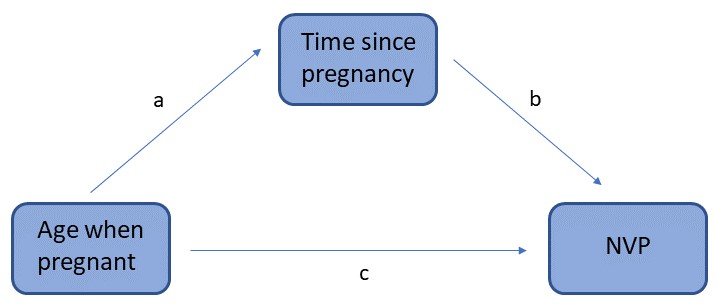 Time since
pregnancy
a
b
Age when
pregnant
NVP
c